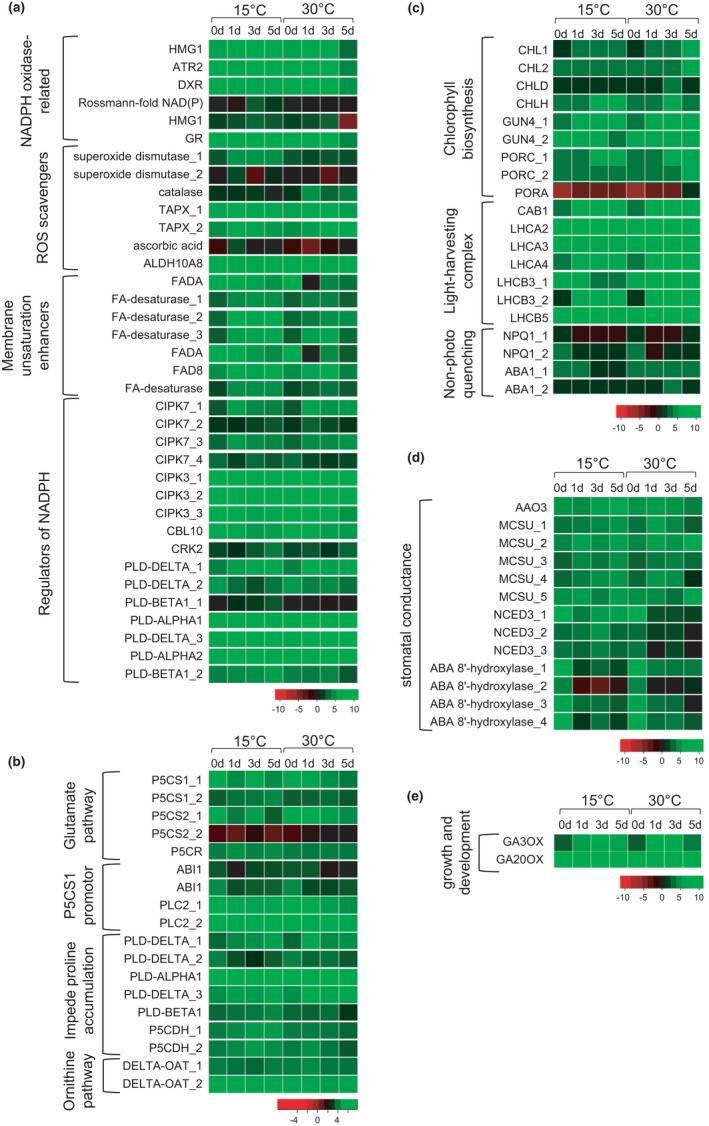 (a)
15°C 30°C
0d 1d 3d 5d 0d 1d 3d 5d
NADPH oxidase-related
HMG1
ATR2
DXR
Rossmann-fold NAD(P)
HMG1
GR
ROS scavengers
superoxide dismutase_1
superoxide dismutase_2
catalase
TAPX_1
TAPX_2
ascorbic acid
ALDH10A8
Membrane unsaturation enhancers
FADA
FA-desaturase_1
FA-desaturase_2
FA-desaturase_3
FADA
FAD8
FA-desaturase
Regulators of NADPH
CIPK7_1
CIPK7_2
CIPK7_3
CIPK7_4
CIPK3_1
CIPK3_2
CIPK3_3
CBL10
CRK2
PLD-DELTA_1
PLD-DELTA_2
PLD-BETA1_1
PLD-ALPHA1
PLD-DELTA_3
PLD-ALPHA2
PLD-BETA1_2
-10 -5 0 5 10
(b)
15°C 30°C
0d 1d 3d 5d 0d 1d 3d 5d
Glutamate pathway
P5CS1_1
P5CS1_2
P5CS2_1
P5CS2_2
P5CR
P5CS1 promotor
ABI1
ABI1
PLC2_1
PLC2_2
Impede proline accumulation
PLD-DELTA_1
PLD-DELTA_2
PLD-ALPHA1
PLD-DELTA_3
PLD-BETA1
P5CDH_1
P5CDH_2
Ornithine pathway
DELTA-OAT_1
DELTA-OAT_2
-4 0 2 4
(c)
15°C 30°C
0d 1d 3d 5d 0d 1d 3d 5d
Chlorophyll biosynthesis
CHL1
CHL2
CHLD
CHLH
GUN4_1
GUN4_2
PORC_1
PORC_2
PORA
Light-harvesting complex
CAB1
LHCA2
LHCA3
LHCA4
LHCB3_1
LHCB3_2
LHCB5
Non-photo quenching
NPQ1_1
NPQ1_2
ABA1_1
ABA1_2
-10 -5 0 5 10
(d)
15°C 30°C
0d 1d 3d 5d 0d 1d 3d 5d
stomatal conductance
AAO3
MCSU_1
MCSU_2
MCSU_3
MCSU_4
MCSU_5
NCED3_1
NCED3_2
NCED3_3
ABA 8'-hydroxylase_1
ABA 8'-hydroxylase_2
ABA 8'-hydroxylase_3
ABA 8'-hydroxylase_4
-10 -5 0 5 10
(e)
15°C 30°C
0d 1d 3d 5d 0d 1d 3d 5d
growth and development
GA3OX
GA20OX
-10 -5 0 5 10